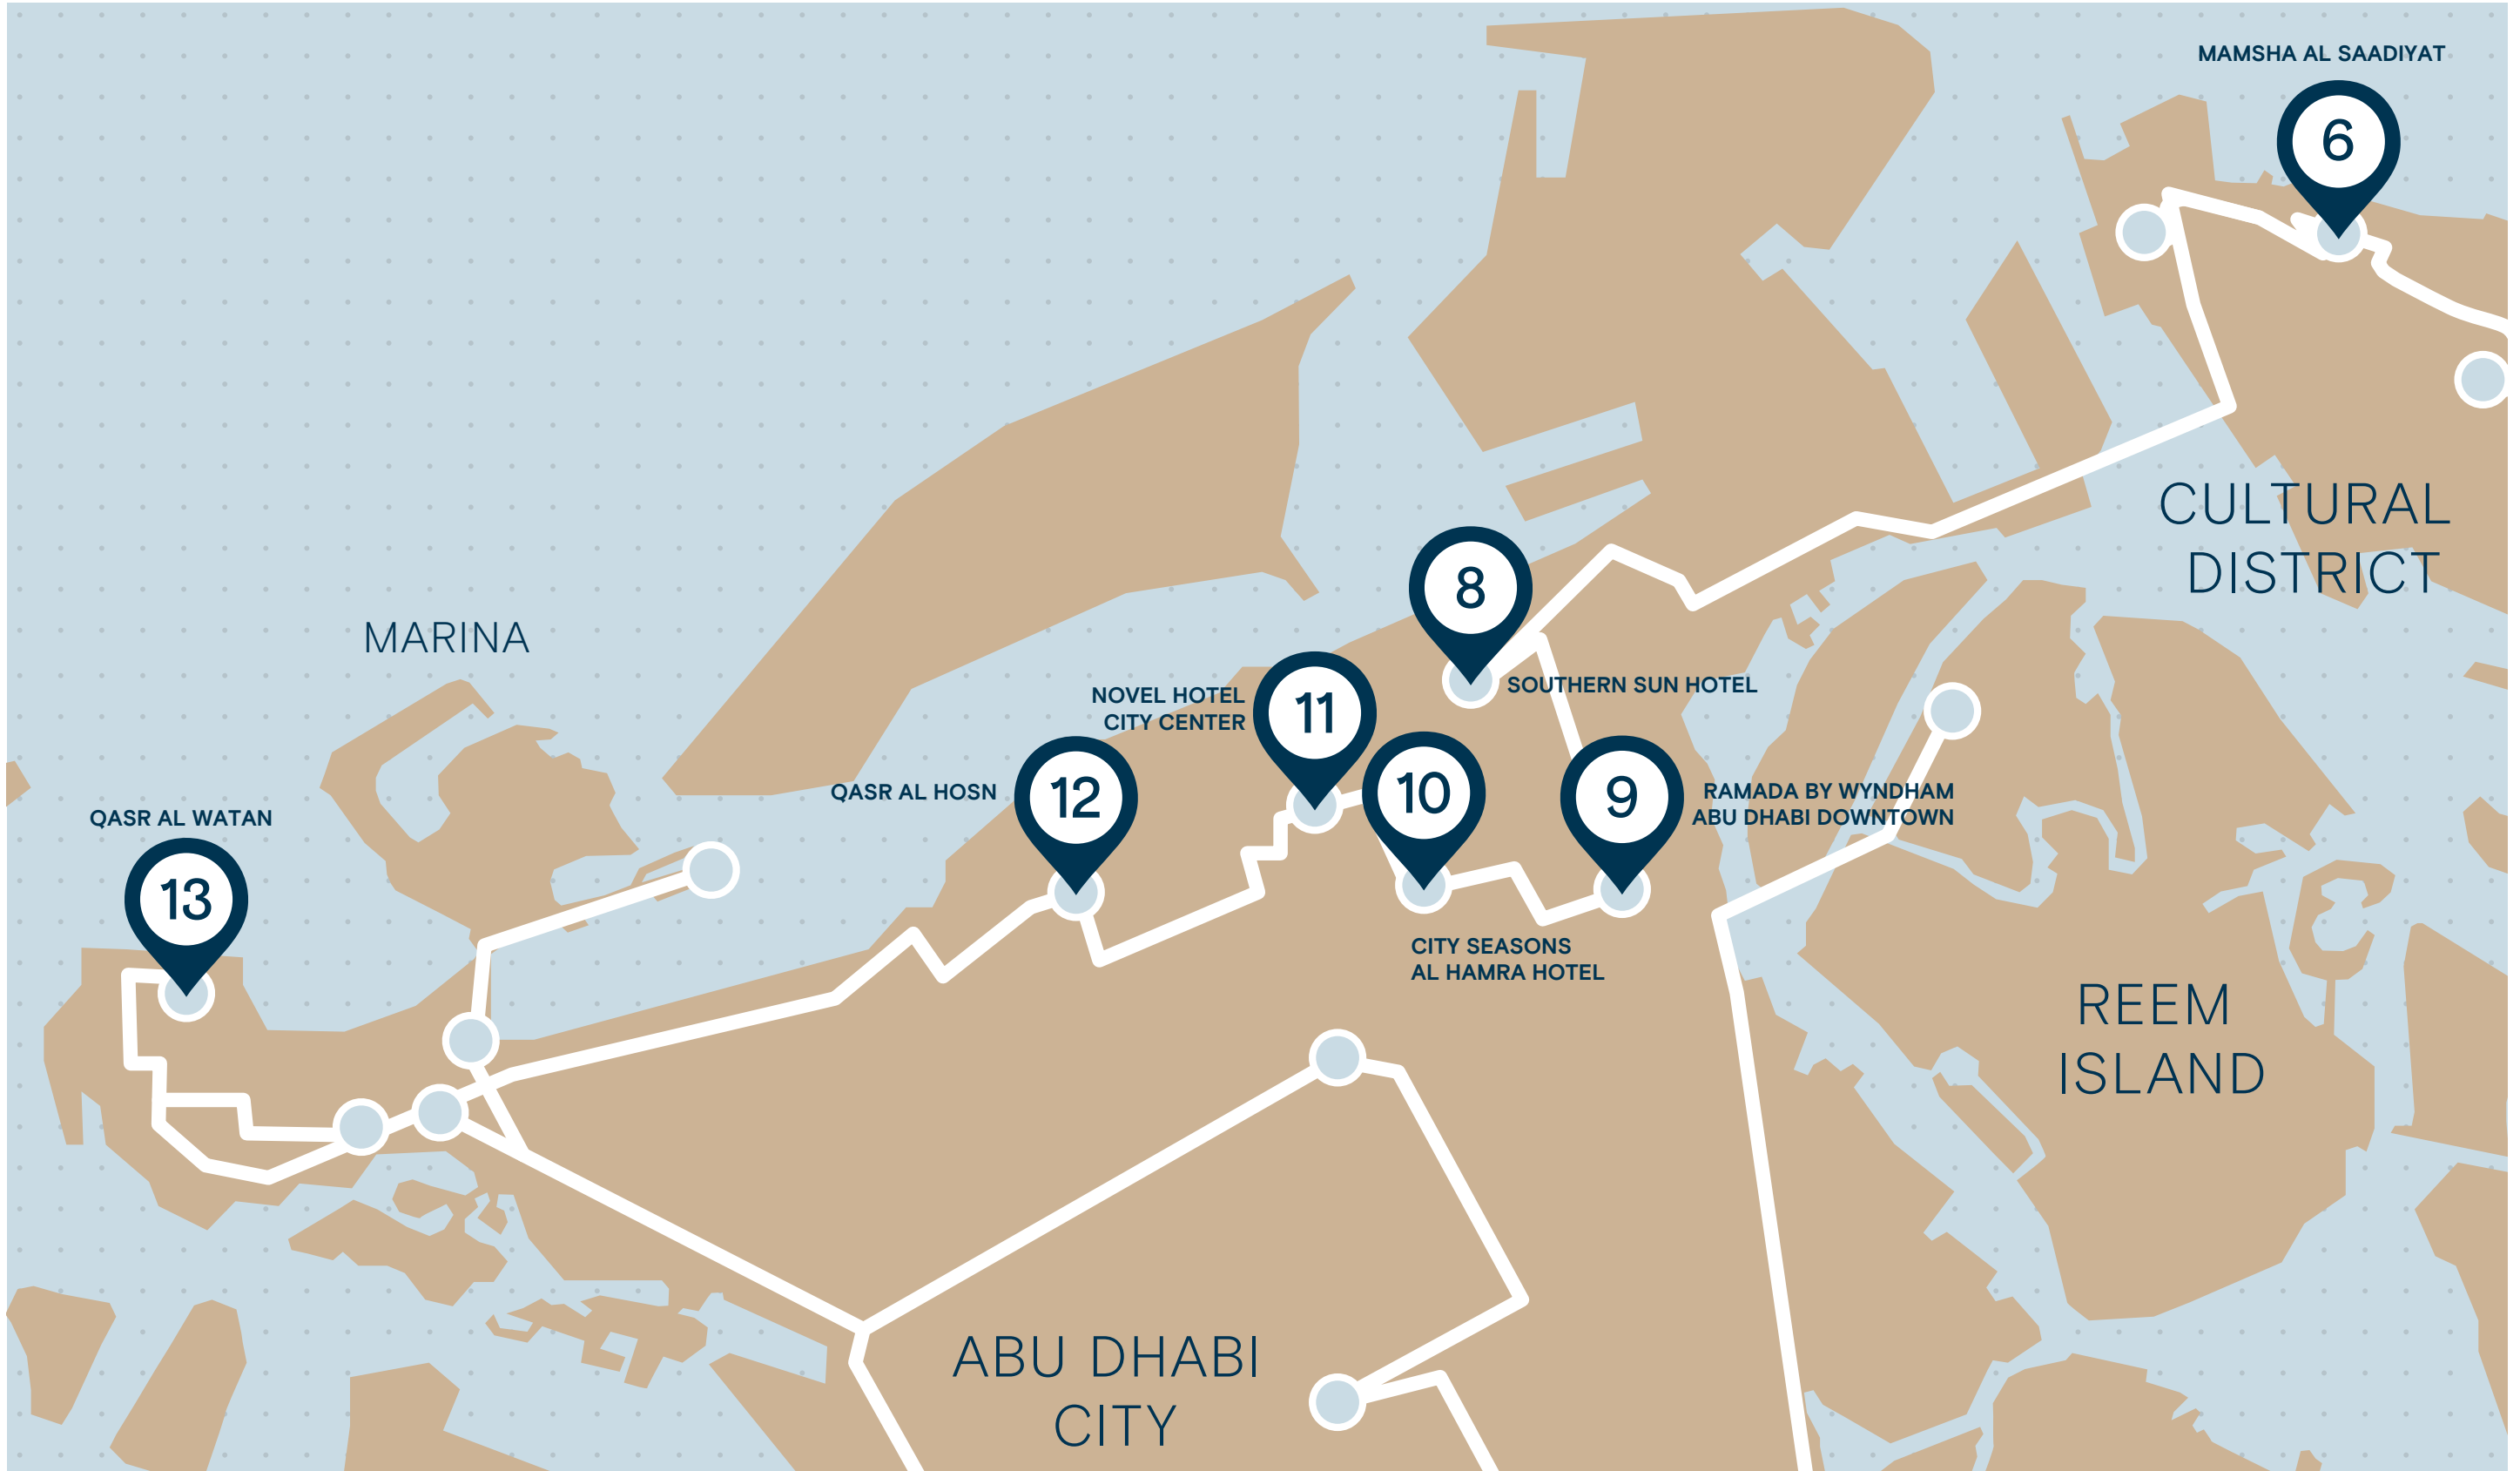 MAMSHA AL SAADIYAT
6
CULTURAL
DISTRICT
8
SOUTHERN SUN HOTEL
MARINA
NOVEL HOTEL
CITY CENTER
11
10
9
RAMADA BY WYNDHAM
ABU DHABI DOWNTOWN
QASR AL HOSN
12
QASR AL WATAN
13
CITY SEASONS
AL HAMRA HOTEL
REEM
ISLAND
ABU DHABI
CITY